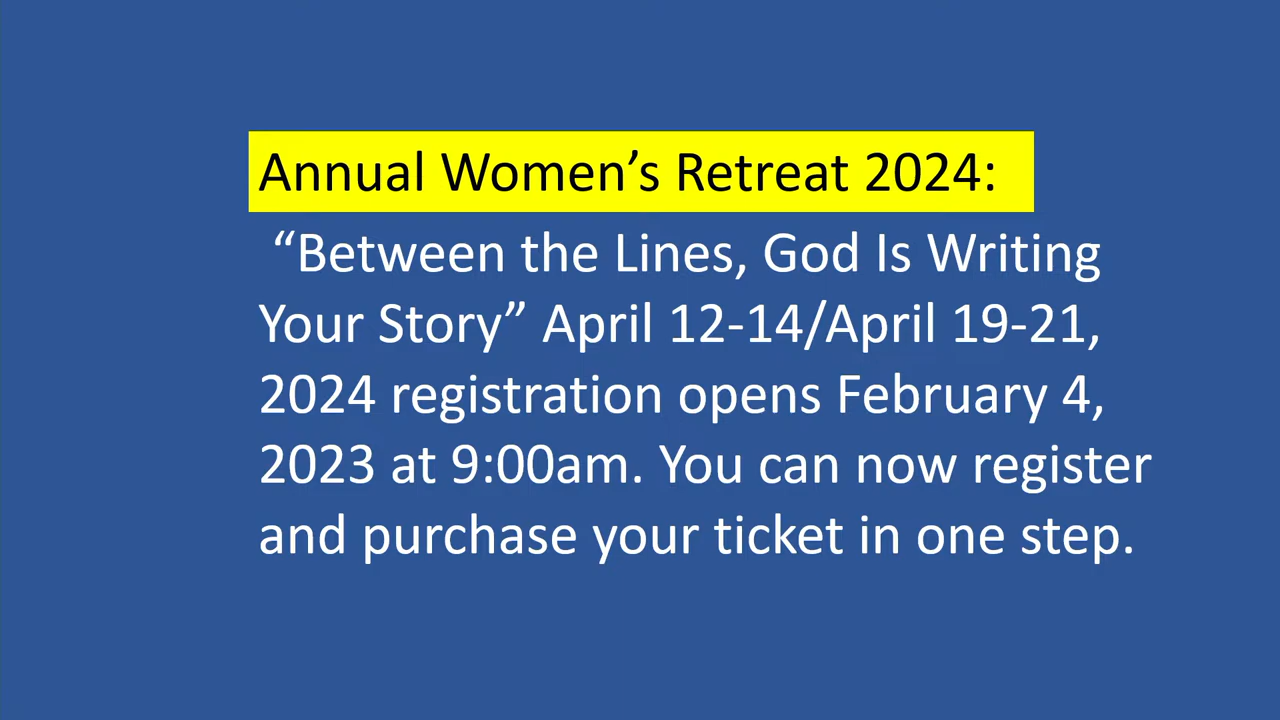 Annual Women’s Retreat 2024:
“Between the Lines, God Is Writing
Your Story” April 12-14/April 19-21,
2024 registration opens February 4,
2023 at 9:00am. You can now register
and purchase your ticket in one step.